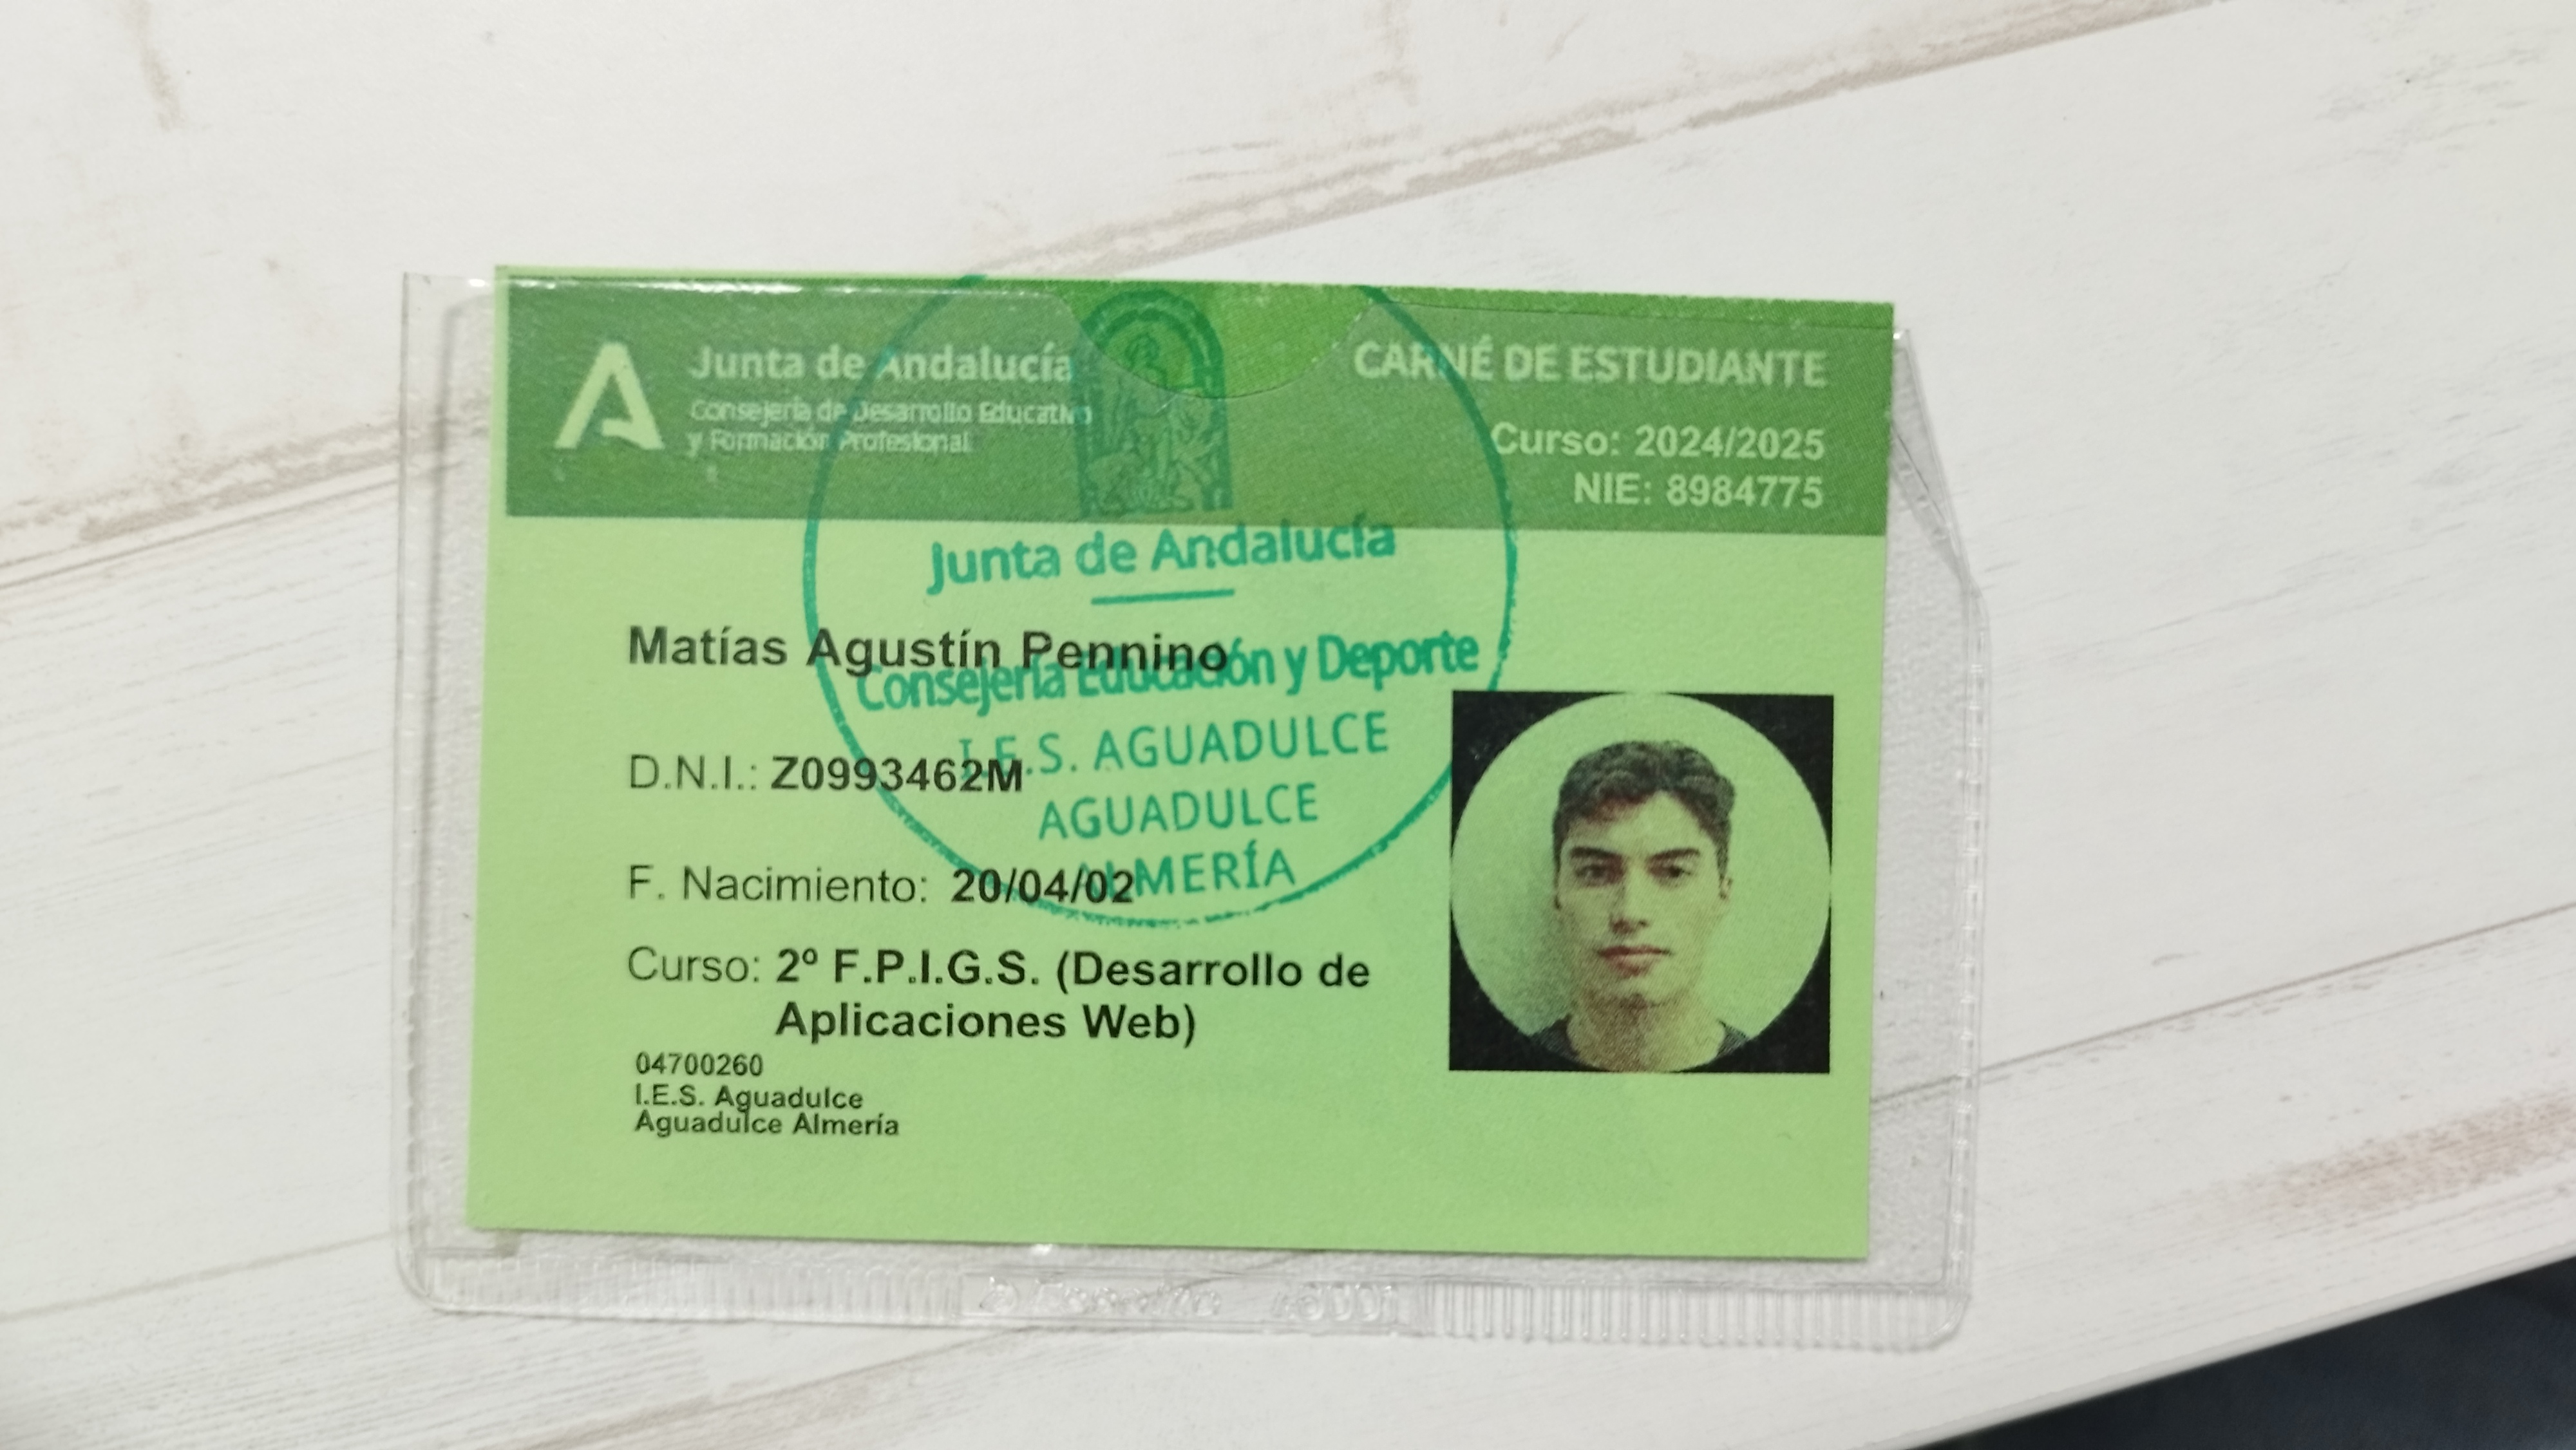 Junta de Andalucía
Consejería de Desarrollo Educativo
y Formación Profesional
CARNÉ DE ESTUDIANTE
Curso: 2024/2025
NIE: 8984775
Junta de Andalucía
Consejería Educación y Deporte
I.E.S. AGUADULCE
AGUADULCE
ALMERÍA
Matías Agustín Pennino
D.N.I.: Z0993462M
F. Nacimiento: 20/04/02
Curso: 2º F.P.I.G.S. (Desarrollo de
Aplicaciones Web)
04700260
I.E.S. Aguadulce
Aguadulce Almería